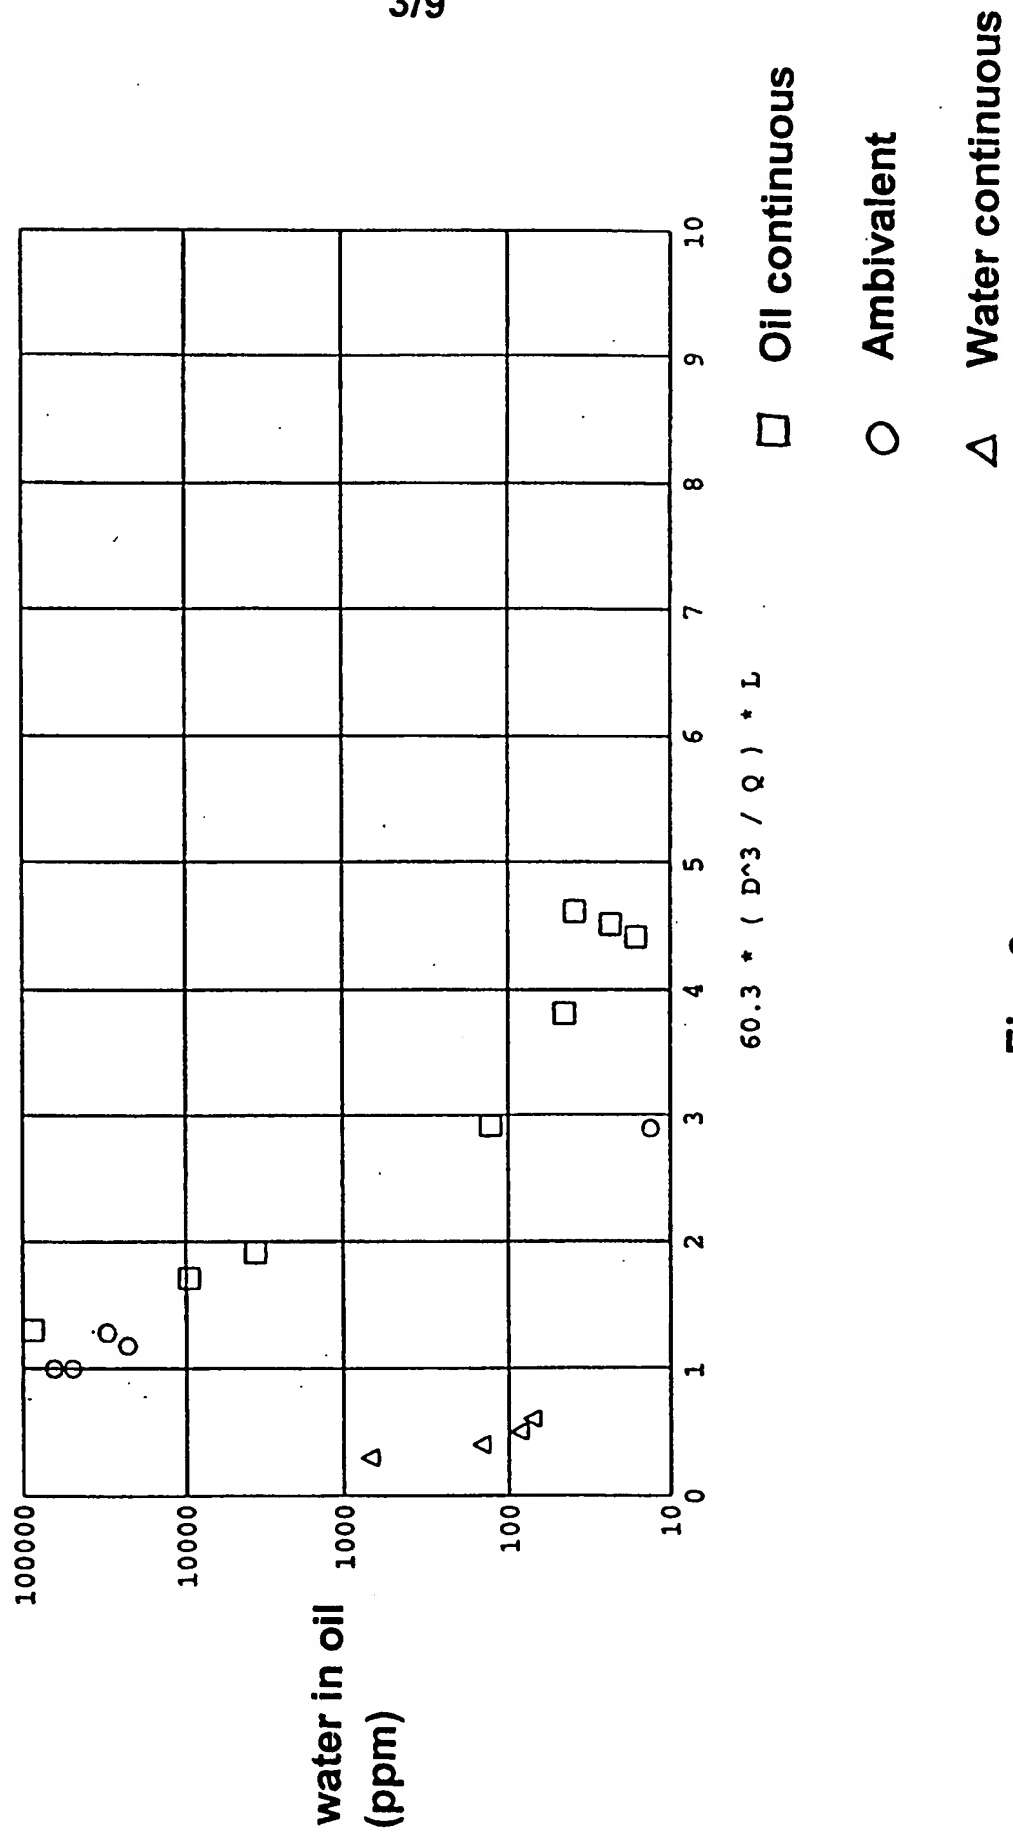 3/9
water in oil
(ppm)
100000
10000
1000
100
10
0 1 2 3 4 5 6 7 8 9 10
60.3 * ( D^3 / Q ) * L
Oil continuous
Ambivalent
Water continuous